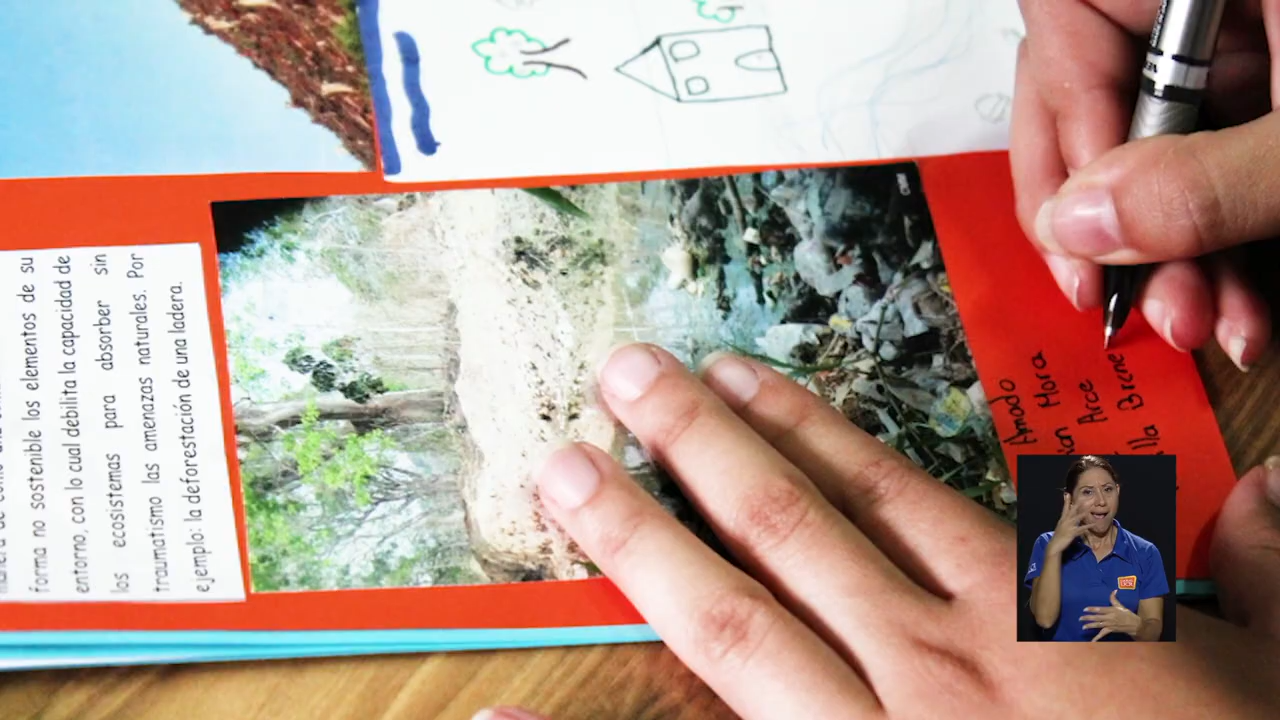 forma no sostenible los elementos de su
entorno, con lo cual debilita la capacidad de
los ecosistemas para absorber sin
traumatismo las amenazas naturales. Por
ejemplo: la deforestación de una ladera.
Amado
Mora
Arce
Brene